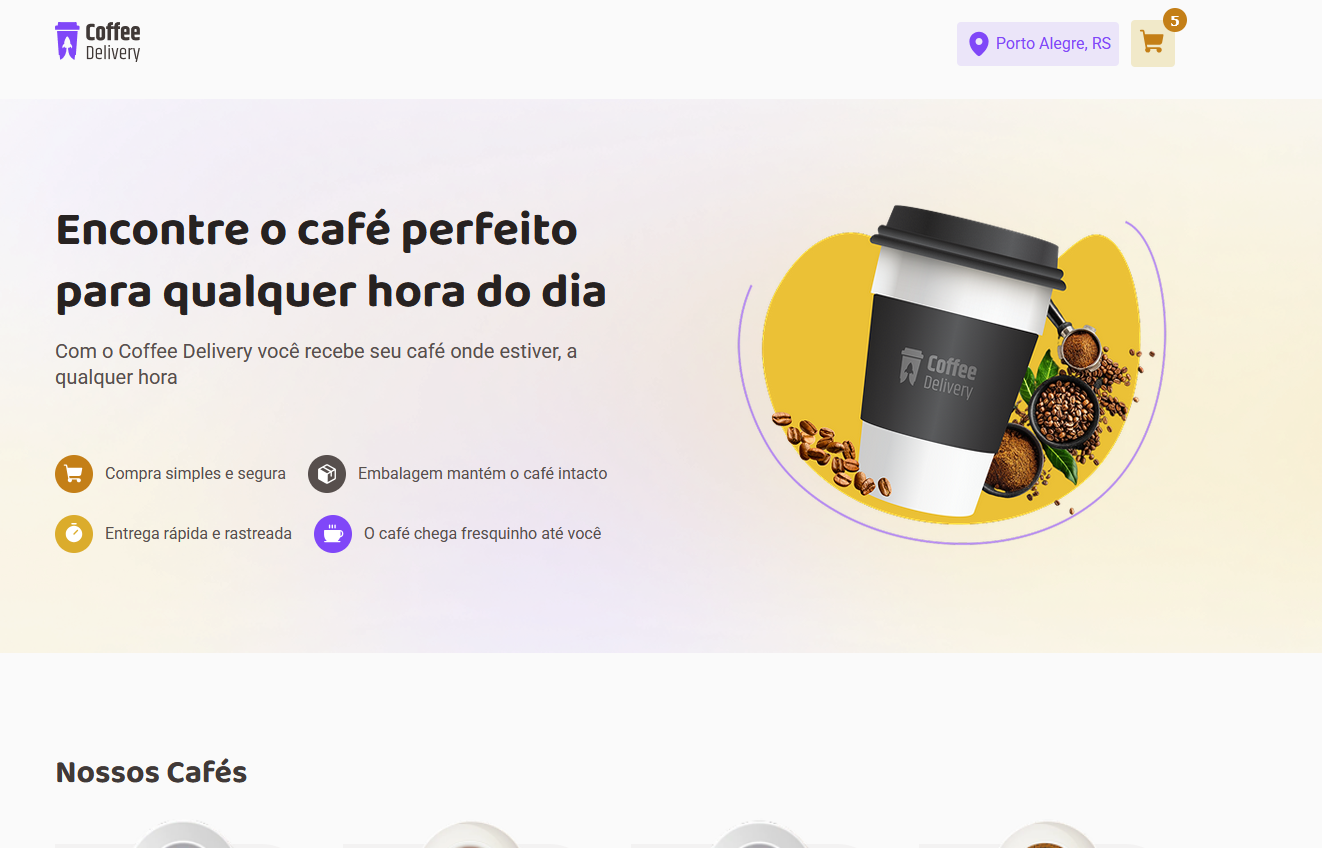 Coffee
Delivery
Porto Alegre, RS
5
Encontre o café perfeito
para qualquer hora do dia
Com o Coffee Delivery você recebe seu café onde estiver, a
qualquer hora
Coffee
Delivery
Compra simples e segura
Embalagem mantém o café intacto
Entrega rápida e rastreada
O café chega fresquinho até você
Nossos Cafés